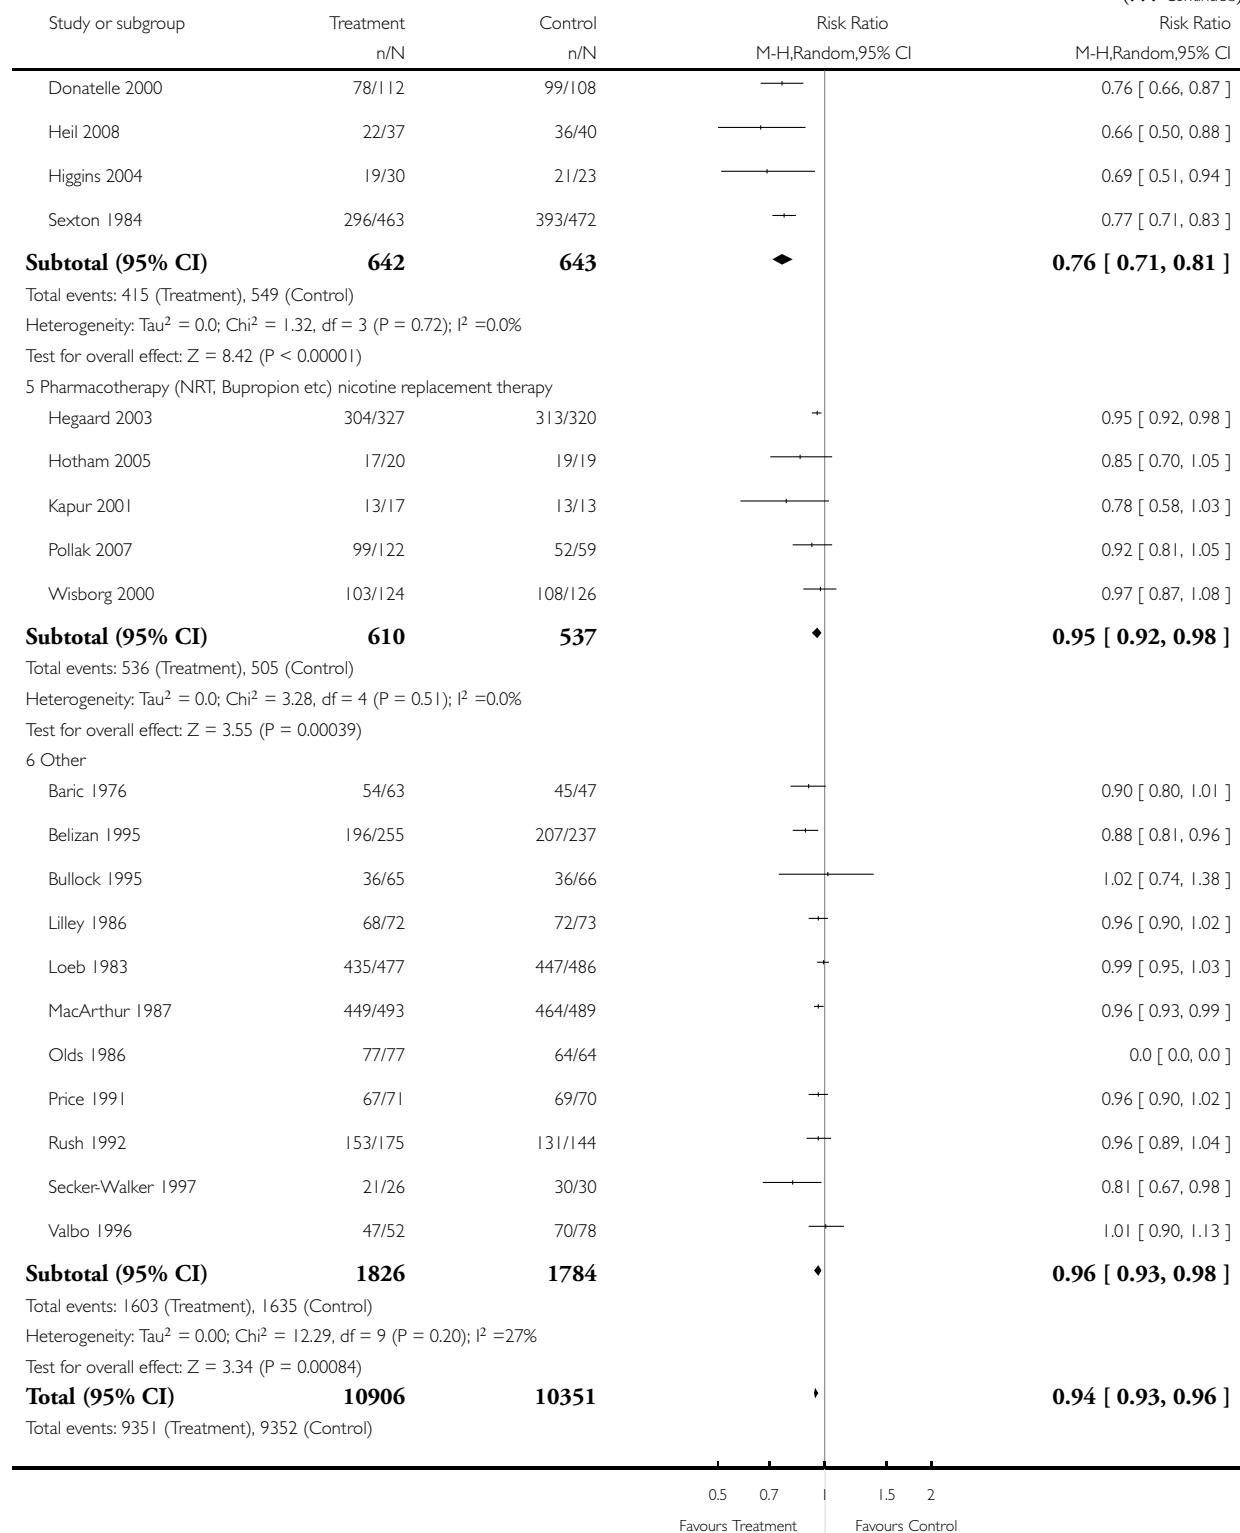 Study or subgroup Treatment Control Risk Ratio Risk Ratio
n/N n/N M-H,Random,95% CI M-H,Random,95% CI
Donatelle 2000 78/112 99/108 0.76 [ 0.66, 0.87 ]
Heil 2008 22/37 36/40 0.66 [ 0.50, 0.88 ]
Higgins 2004 19/30 21/23 0.69 [ 0.51, 0.94 ]
Sexton 1984 296/463 393/472 0.77 [ 0.71, 0.83 ]
Subtotal (95% CI) 642 643 0.76 [ 0.71, 0.81 ]
Total events: 415 (Treatment), 549 (Control)
Heterogeneity: Tau² = 0.0; Chi² = 1.32, df = 3 (P = 0.72); I² =0.0%
Test for overall effect: Z = 8.42 (P < 0.00001)
5 Pharmacotherapy (NRT, Bupropion etc) nicotine replacement therapy
Hegaard 2003 304/327 313/320 0.95 [ 0.92, 0.98 ]
Hotham 2005 17/20 19/19 0.85 [ 0.70, 1.05 ]
Kapur 2001 13/17 13/13 0.78 [ 0.58, 1.03 ]
Pollak 2007 99/122 52/59 0.92 [ 0.81, 1.05 ]
Wisborg 2000 103/124 108/126 0.97 [ 0.87, 1.08 ]
Subtotal (95% CI) 610 537 0.95 [ 0.92, 0.98 ]
Total events: 536 (Treatment), 505 (Control)
Heterogeneity: Tau² = 0.0; Chi² = 3.28, df = 4 (P = 0.51); I² =0.0%
Test for overall effect: Z = 3.55 (P = 0.00039)
6 Other
Baric 1976 54/63 45/47 0.90 [ 0.80, 1.01 ]
Belizan 1995 196/255 207/237 0.88 [ 0.81, 0.96 ]
Bullock 1995 36/65 36/66 1.02 [ 0.74, 1.38 ]
Lilley 1986 68/72 72/73 0.96 [ 0.90, 1.02 ]
Loeb 1983 435/477 447/486 0.99 [ 0.95, 1.03 ]
MacArthur 1987 449/493 464/489 0.96 [ 0.93, 0.99 ]
Olds 1986 77/77 64/64 0.0 [ 0.0, 0.0 ]
Price 1991 67/71 69/70 0.96 [ 0.90, 1.02 ]
Rush 1992 153/175 131/144 0.96 [ 0.89, 1.04 ]
Secker-Walker 1997 21/26 30/30 0.81 [ 0.67, 0.98 ]
Valbo 1996 47/52 70/78 1.01 [ 0.90, 1.13 ]
Subtotal (95% CI) 1826 1784 0.96 [ 0.93, 0.98 ]
Total events: 1603 (Treatment), 1635 (Control)
Heterogeneity: Tau² = 0.00; Chi² = 12.29, df = 9 (P = 0.20); I² =27%
Test for overall effect: Z = 3.34 (P = 0.00084)
Total (95% CI) 10906 10351 0.94 [ 0.93, 0.96 ]
Total events: 9351 (Treatment), 9352 (Control)
0.5 0.7 1 1.5 2
Favours Treatment Favours Control